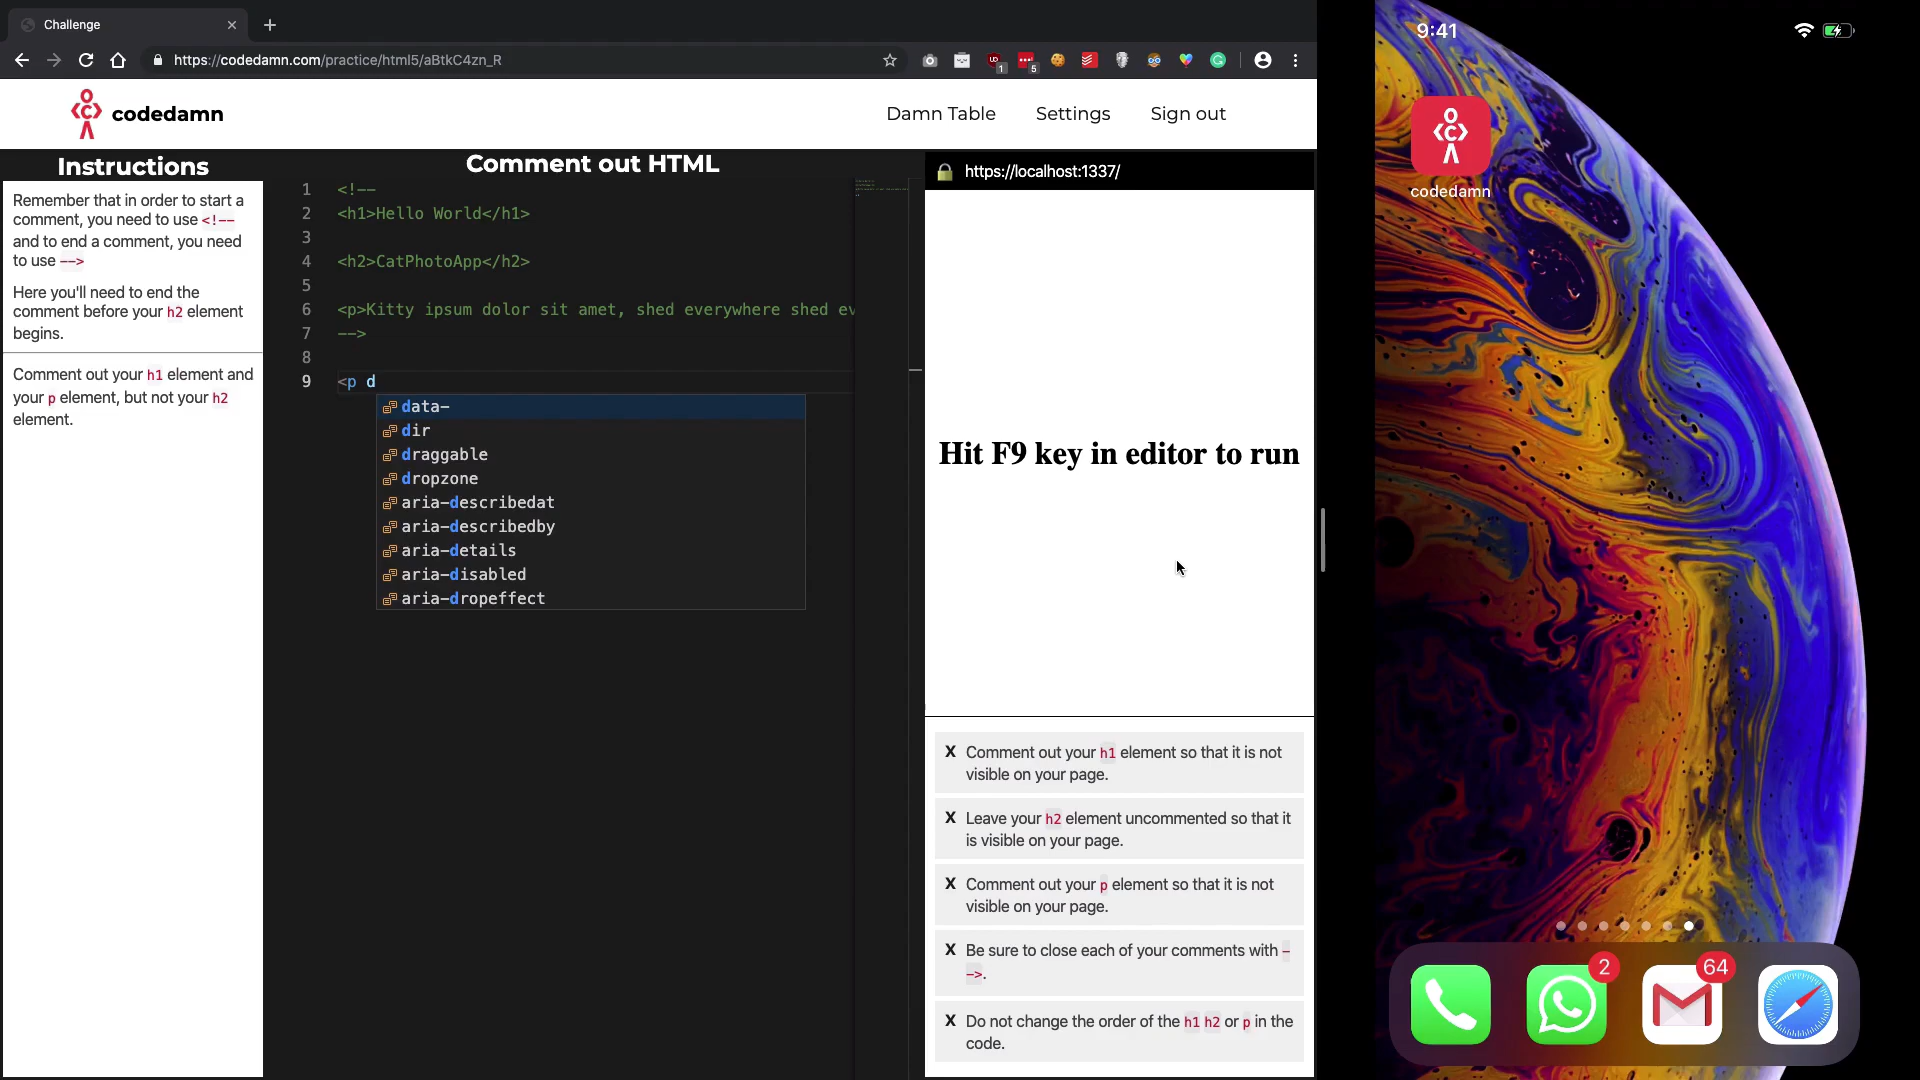 Challenge
https://codedamn.com/practice/html5/aBtkC4zn_R
1
5
codedamn
Damn Table
Settings
Sign out
Instructions
Remember that in order to start a
comment, you need to use <!--
and to end a comment, you need
to use -->
Here you'll need to end the
comment before your h2 element
begins.
Comment out your h1 element and
your p element, but not your h2
element.
Comment out HTML
1 <!--
2 <h1>Hello World</h1>
3
4 <h2>CatPhotoApp</h2>
5
6 <p>Kitty ipsum dolor sit amet, shed everywhere shed ev
7 -->
8
9 <p d
data-
dir
draggable
dropzone
aria-describedat
aria-describedby
aria-details
aria-disabled
aria-dropeffect
https://localhost:1337/
Hit F9 key in editor to run
X Comment out your h1 element so that it is not
visible on your page.
X Leave your h2 element uncommented so that it
is visible on your page.
X Comment out your p element so that it is not
visible on your page.
X Be sure to close each of your comments with -
->.
X Do not change the order of the h1 h2 or p in the
code.
9:41
codedamn
2
64